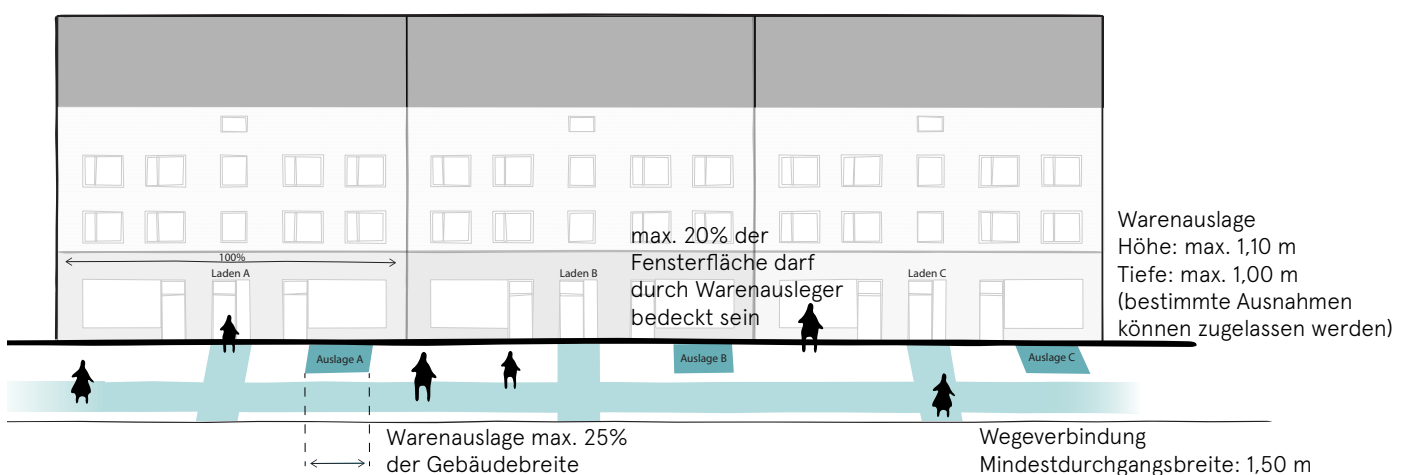 100%
Laden A
Laden B
Laden C
max. 20% der
Fensterfläche darf
durch Warenausleger
bedeckt sein
Warenauslage
Höhe: max. 1,10 m
Tiefe: max. 1,00 m
(bestimmte Ausnahmen
können zugelassen werden)
Auslage A
Auslage B
Auslage C
Warenauslage max. 25%
der Gebäudebreite
Wegeverbindung
Mindestdurchgangsbreite: 1,50 m